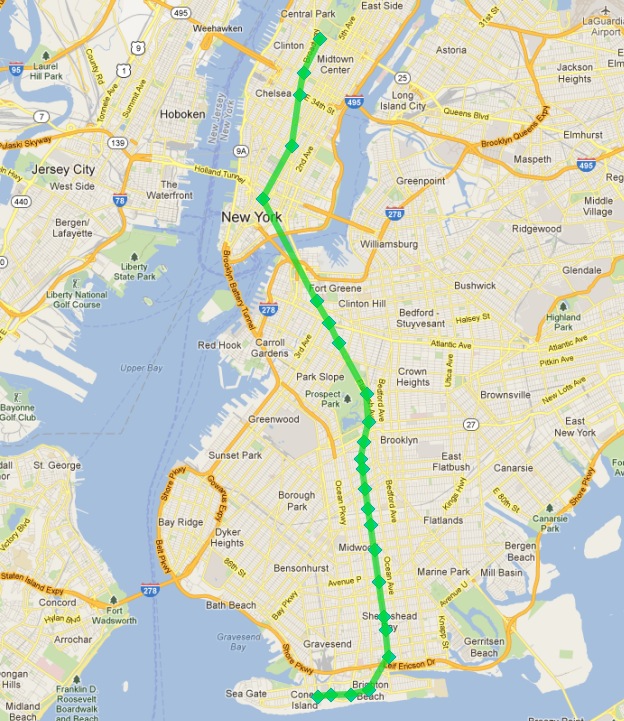 Central Park
East Side
495
Weehawken
Clinton
Broadway
5th Ave
31st St
LaGuardia
Airport
9
Midtown
Center
Astoria
Laurel
Hill Park
95
County Rd
1
Tonnelle Ave
Summit Ave
Jackson
Heights
25
Chelsea
E 34th St
Long
Island City
495
Queens Blvd
Brooklyn Queens Expy
7
Hoboken
New Jersey
New York
Elmhurst
Pulaski Skyway
139
9A
2nd Ave
Maspeth
495
Jersey City
West Side
Holland Tunnel
Greenpoint
The
Waterfront
78
440
278
Middle
Village
New York
Bergen/
Lafayette
Ridgewood
Williamsburg
Liberty
State Park
Brooklyn Battery Tunnel
Glendale
Liberty National
Golf Course
Fort Greene
Bushwick
Clinton Hill
278
Highland
Park
Bedford -
Stuyvesant
Halsey St
Red Hook
Carroll
Gardens
3rd Ave
Atlantic Ave
Atlantic Ave
Utica Ave
Pitkin Ave
Upper Bay
Park Slope
Crown
Heights
New Lots Ave
Bayonne
Golf Club
Prospect
Park
Bedford Ave
Brownsville
Greenwood
27
East
New York
Brooklyn
Sunset Park
East
Flatbush
Canarsie
St. George
Shore Pkwy
Gowanus Expy
Borough
Park
Ocean Pkwy
Bedford Ave
Kings Hwy
E 80th St
Shore Pkwy
Bay Ridge
Flatlands
Canarsie
Park
Victory Blvd
Dyker
Heights
Belt Pkwy
86th St
Midwood
Bergen
Beach
Bensonhurst
Ocean Ave
Marine Park
Mill Basin
Staten Island Expy
278
Avenue P
Avenue U
Concord
Fort
Wadsworth
Bath Beach
Bay Pkwy
Hylan Blvd
Sheepshead
Bay
Knapp St
Arrochar
Gravesend
Bay
Gravesend
Gerritsen
Beach
Shore Pkwy
Leif Ericson Dr
Dongan
Hills
Franklin D
Roosevelt
Boardwalk
and Beach
Sea Gate
Coney
Island
Brighton
Beach
Midland
Beach
Breezy Point